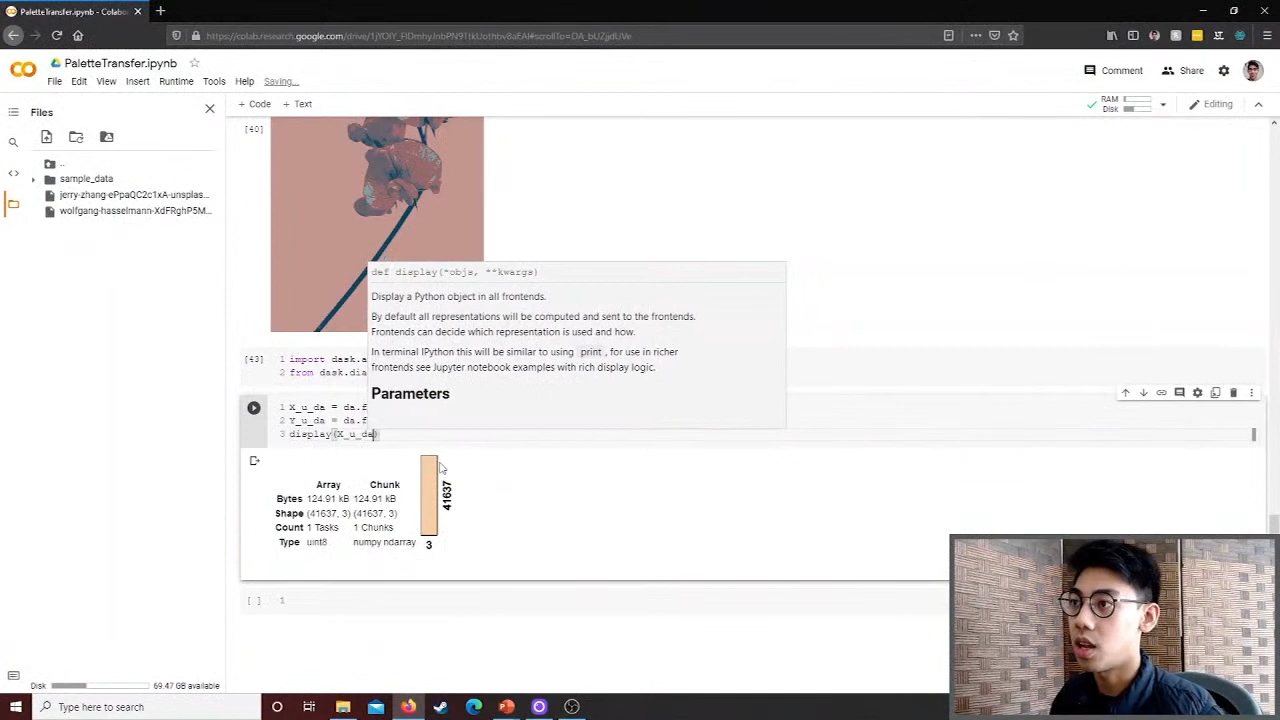 PaletteTransfer.ipynb - Colabo
https://colab.research.google.com/drive/
PaletteTransfer.ipynb
File Edit View Insert Runtime Tools Help Saving...
Comment
Share
Files
+ Code + Text
RAM
Disk
Editing
..
sample_data
jerry-zhang-ePpaQC2c1xA-unsplas...
wolfgang-hasselmann-XdFRghP5M...
[40]
def display(*objs, **kwargs)
Display a Python object in all frontends.
By default all representations will be computed and sent to the frontends.
Frontends can decide which representation is used and how.
In terminal IPython this will be similar to using print, for use in richer
frontends see Jupyter notebook examples with rich display logic.
Parameters
[43]
1 import dask.a
2 from dask.dia
1 X_u_da = da.f
2 Y_u_da = da.f
3 display(X_u_da)
Array Chunk
Bytes 124.91 kB 124.91 kB
Shape (41637, 3) (41637, 3)
Count 1 Tasks 1 Chunks
Type uint8 numpy ndarray
41637
3
[ ] 1
Disk 69.47 GB available
Type here to search